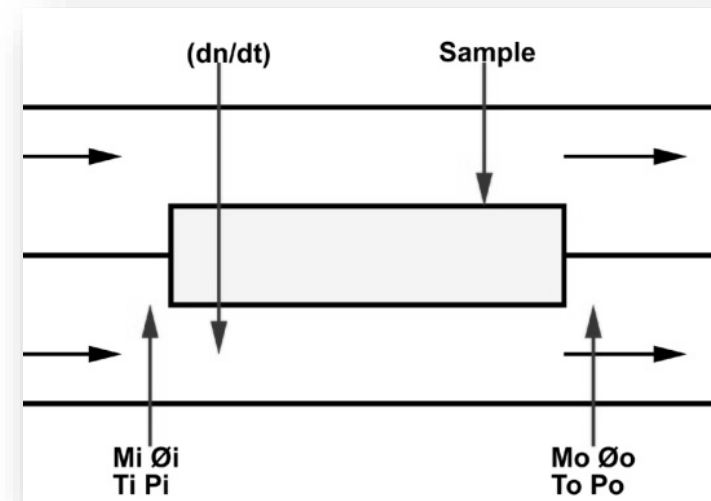 (dn/dt)
Sample
Mi Øi
Ti Pi
Mo Øo
To Po